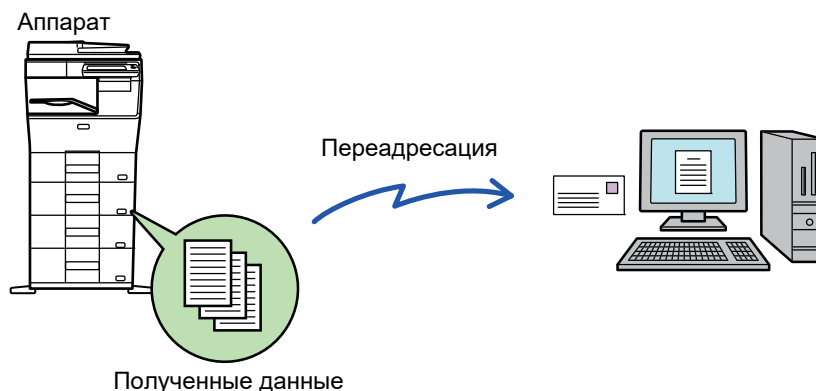 Аппарат
Переадресация
Полученные данные